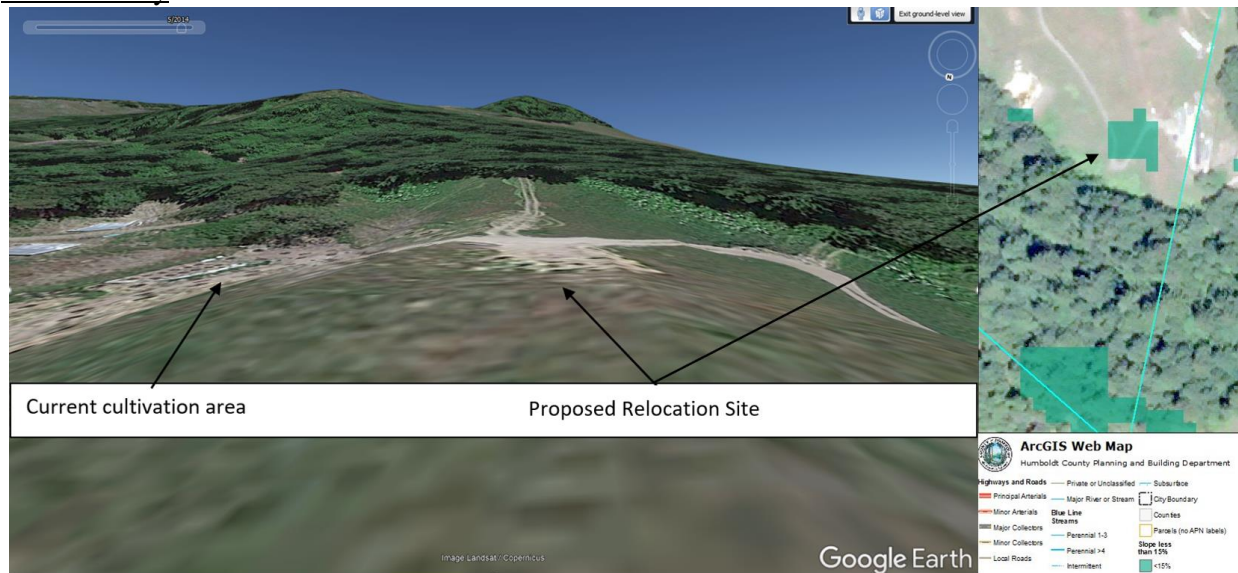 5/2014
Exit ground-level view
N
Current cultivation area
Proposed Relocation Site
Image Landsat / Copernicus
Google Earth
ArcGIS Web Map
Humboldt County Planning and Building Department
Highways and Roads
Principal Arterials
Minor Arterials
Major Collectors
Minor Collectors
Local Roads
Private or Unclassified
Major River or Stream
Blue Line
Streams
Perennial 1-3
Perennial >4
Intermittent
Subsurface
City Boundary
Counties
Parcels (no APN labels)
Slope less
than 15%
<15%